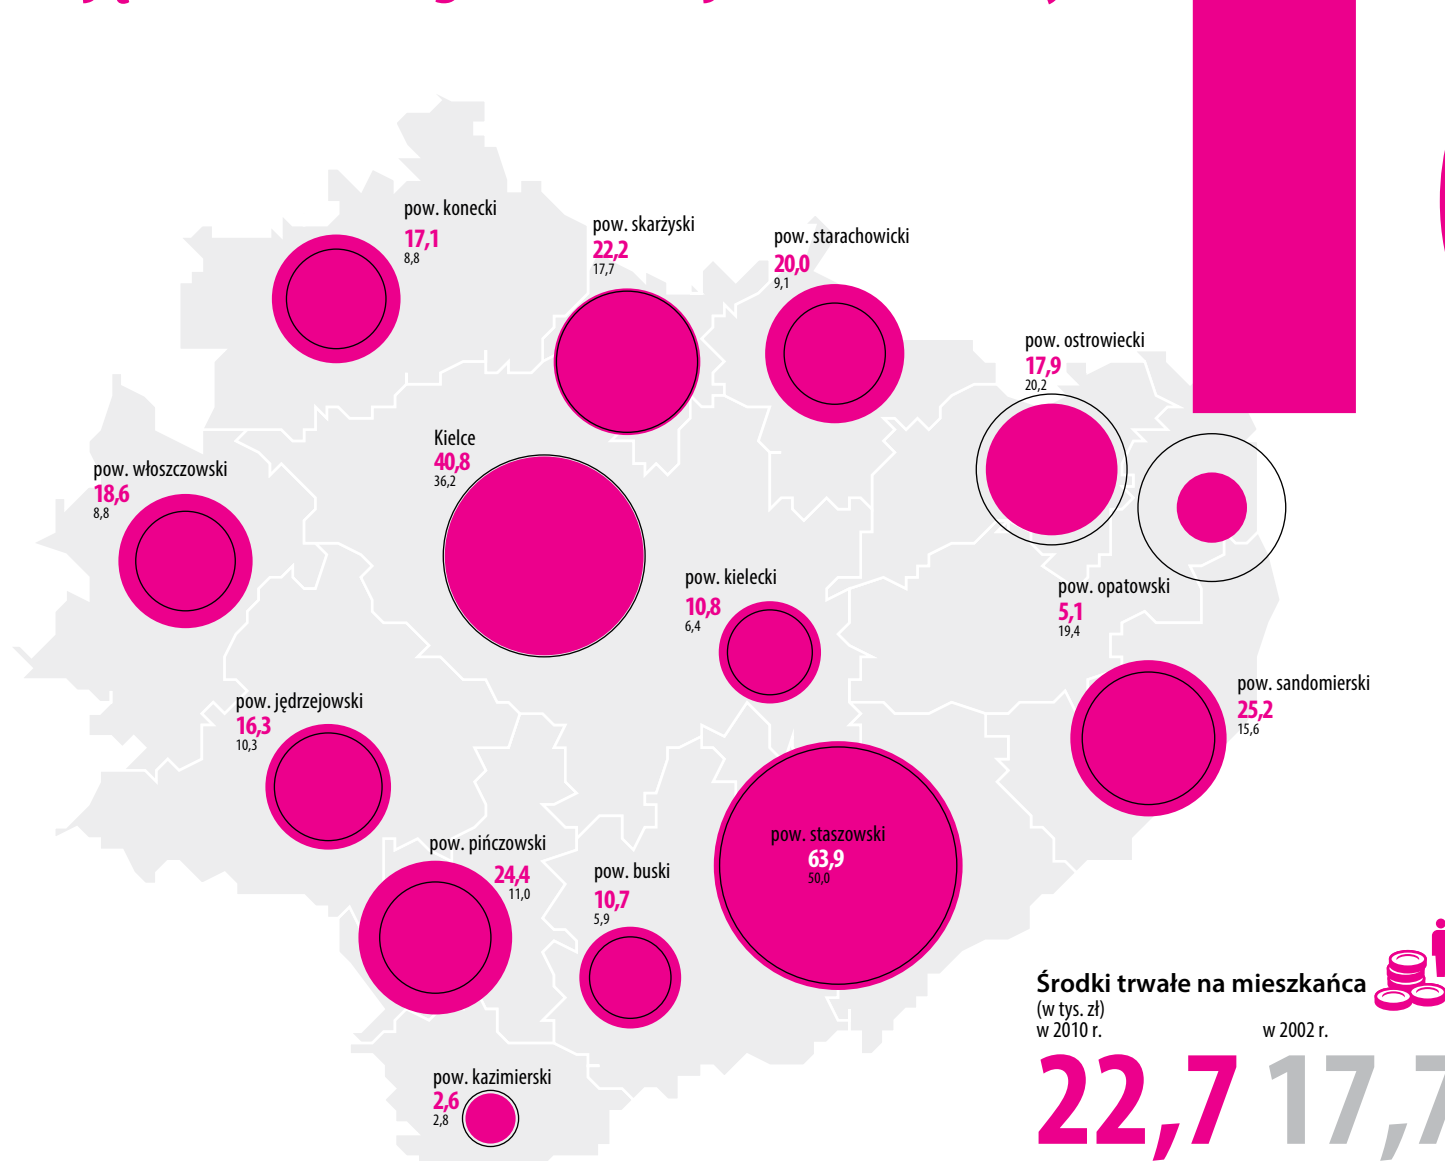 pow. konecki
17,1
8,8
pow. skarżyski
22,2
17,7
pow. starachowicki
20,0
9,1
pow. ostrowiecki
17,9
20,2
Kielce
40,8
36,2
pow. włoszczowski
18,6
8,8
pow. kielecki
10,8
6,4
pow. opatowski
5,1
19,4
pow. sandomierski
25,2
15,6
pow. jędrzejowski
16,3
10,3
pow. staszowski
63,9
50,0
pow. pińczowski
24,4
11,0
pow. buski
10,7
5,9
Środki trwałe na mieszkańca
(w tys. zł)
w 2010 r. w 2002 r.
22,7 17,7
pow. kazimierski
2,6
2,8